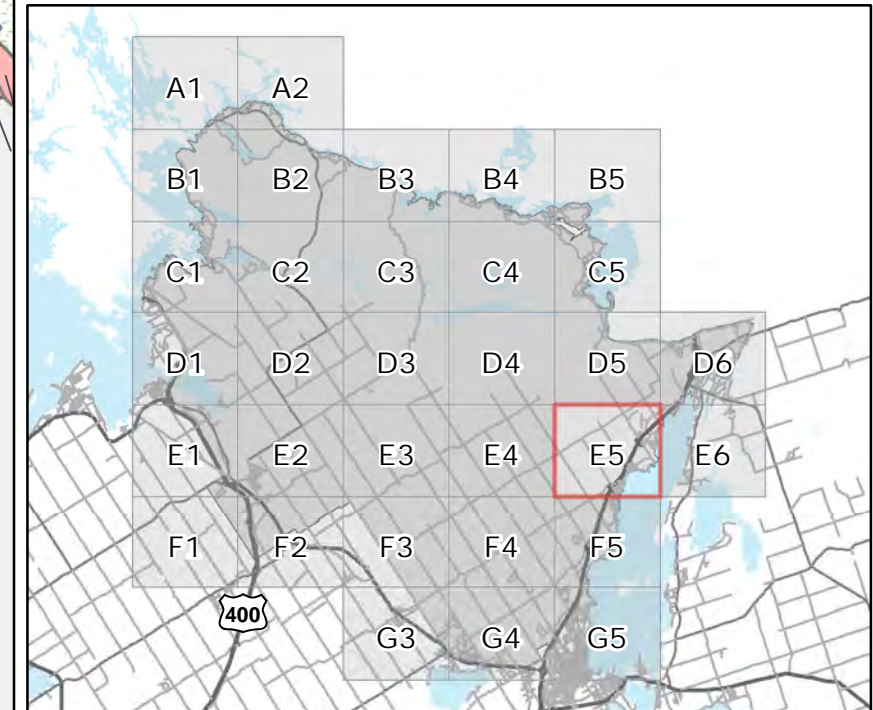 A1 A2
B1 B2 B3 B4 B5
C1 C2 C3 C4 C5
D1 D2 D3 D4 D5 D6
E1 E2 E3 E4 E5 E6
F1 F2 F3 F4 F5
400
G3 G4 G5